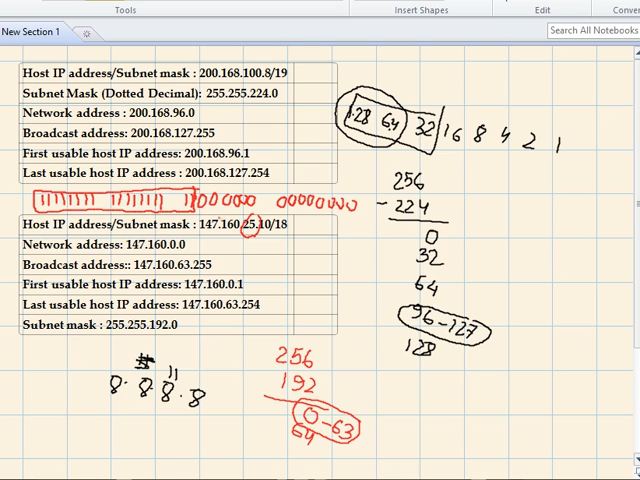 Tools
Insert Shapes
Edit
Conver
New Section 1
Search All Notebooks
Host IP address/Subnet mask : 200.168.100.8/19
Subnet Mask (Dotted Decimal): 255.255.224.0
Network address : 200.168.96.0
Broadcast address: 200.168.127.255
First usable host IP address: 200.168.96.1
Last usable host IP address: 200.168.127.254
128 64 32 16 8 4 2 1
11111111 11111111 11000000 00000000
Host IP address/Subnet mask : 147.160.25.10/18
Network address: 147.160.0.0
Broadcast address:: 147.160.63.255
First usable host IP address: 147.160.0.1
Last usable host IP address: 147.160.63.254
Subnet mask : 255.255.192.0
256
- 224
0
32
64
96-127
128
11
8. 8. 8. 8
256
192
0-63
64